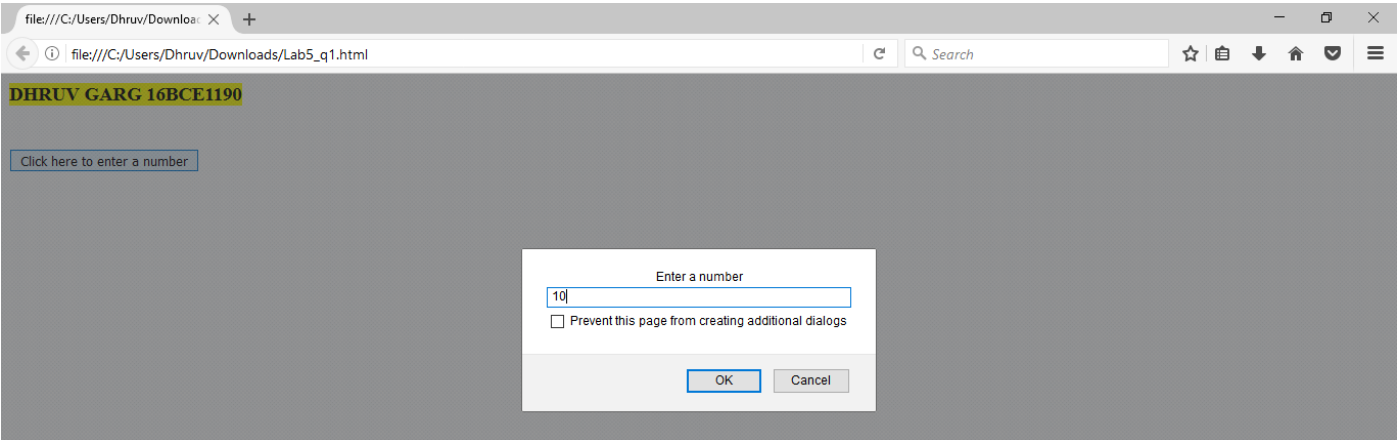 file:///C:/Users/Dhruv/Downloa
file:///C:/Users/Dhruv/Downloads/Lab5_q1.html
Search
DHRUV GARG 16BCE1190
Click here to enter a number
Enter a number
10
Prevent this page from creating additional dialogs
OK Cancel